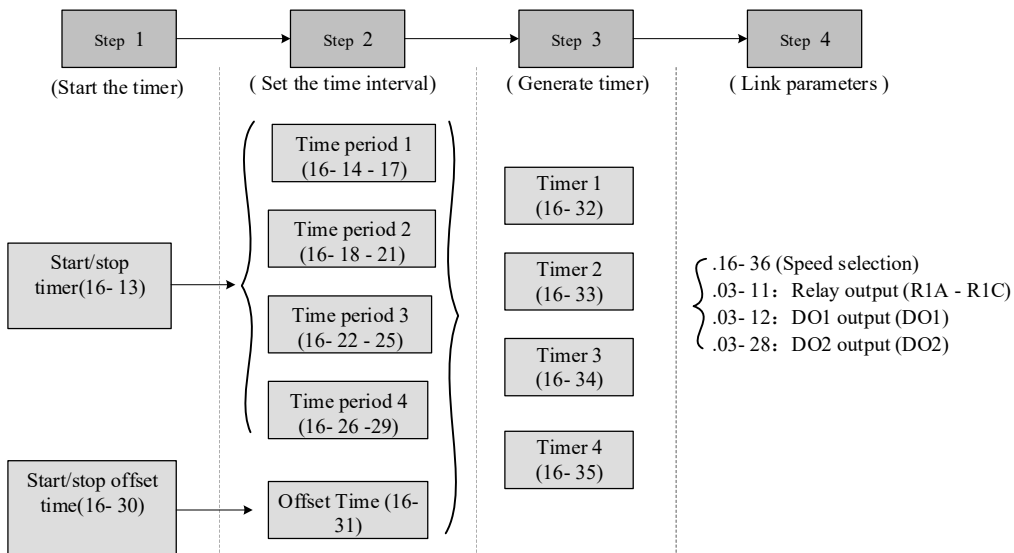 Step 1
Step 2
Step 3
Step 4
(Start the timer)
( Set the time interval)
( Generate timer)
( Link parameters )
Start/stop
timer(16- 13)
Start/stop offset
time(16- 30)
Time period 1
(16- 14 - 17)
Time period 2
(16- 18 - 21)
Time period 3
(16- 22 - 25)
Time period 4
(16- 26 -29)
Offset Time (16-
31)
Timer 1
(16- 32)
Timer 2
(16- 33)
Timer 3
(16- 34)
Timer 4
(16- 35)
.16- 36 (Speed selection)
.03- 11：Relay output (R1A - R1C)
.03- 12：DO1 output (DO1)
.03- 28：DO2 output (DO2)